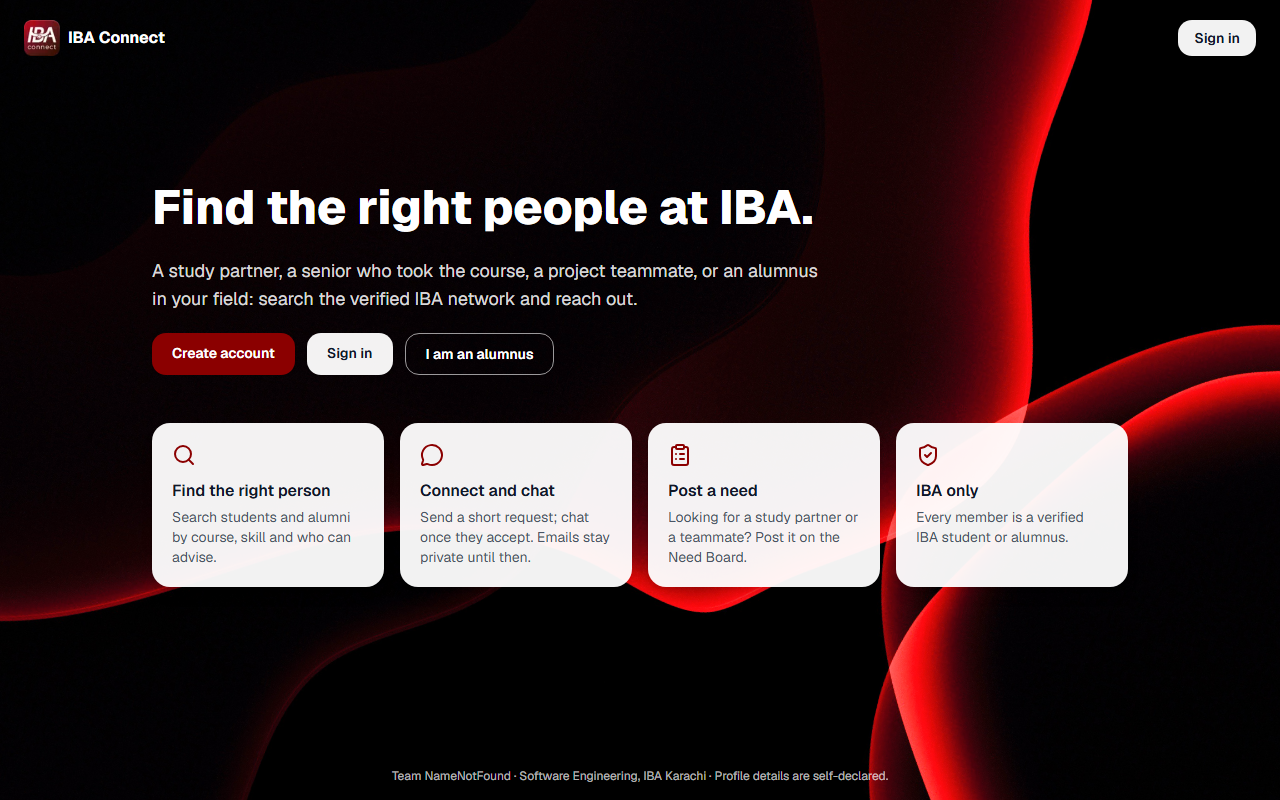 IBA
connect
IBA Connect
Sign in
Find the right people at IBA.
A study partner, a senior who took the course, a project teammate, or an alumnus
in your field: search the verified IBA network and reach out.
Create account
Sign in
I am an alumnus
Find the right person
Search students and alumni
by course, skill and who can
advise.
Connect and chat
Send a short request; chat
once they accept. Emails stay
private until then.
Post a need
Looking for a study partner or
a teammate? Post it on the
Need Board.
IBA only
Every member is a verified
IBA student or alumnus.
Team NameNotFound · Software Engineering, IBA Karachi · Profile details are self-declared.